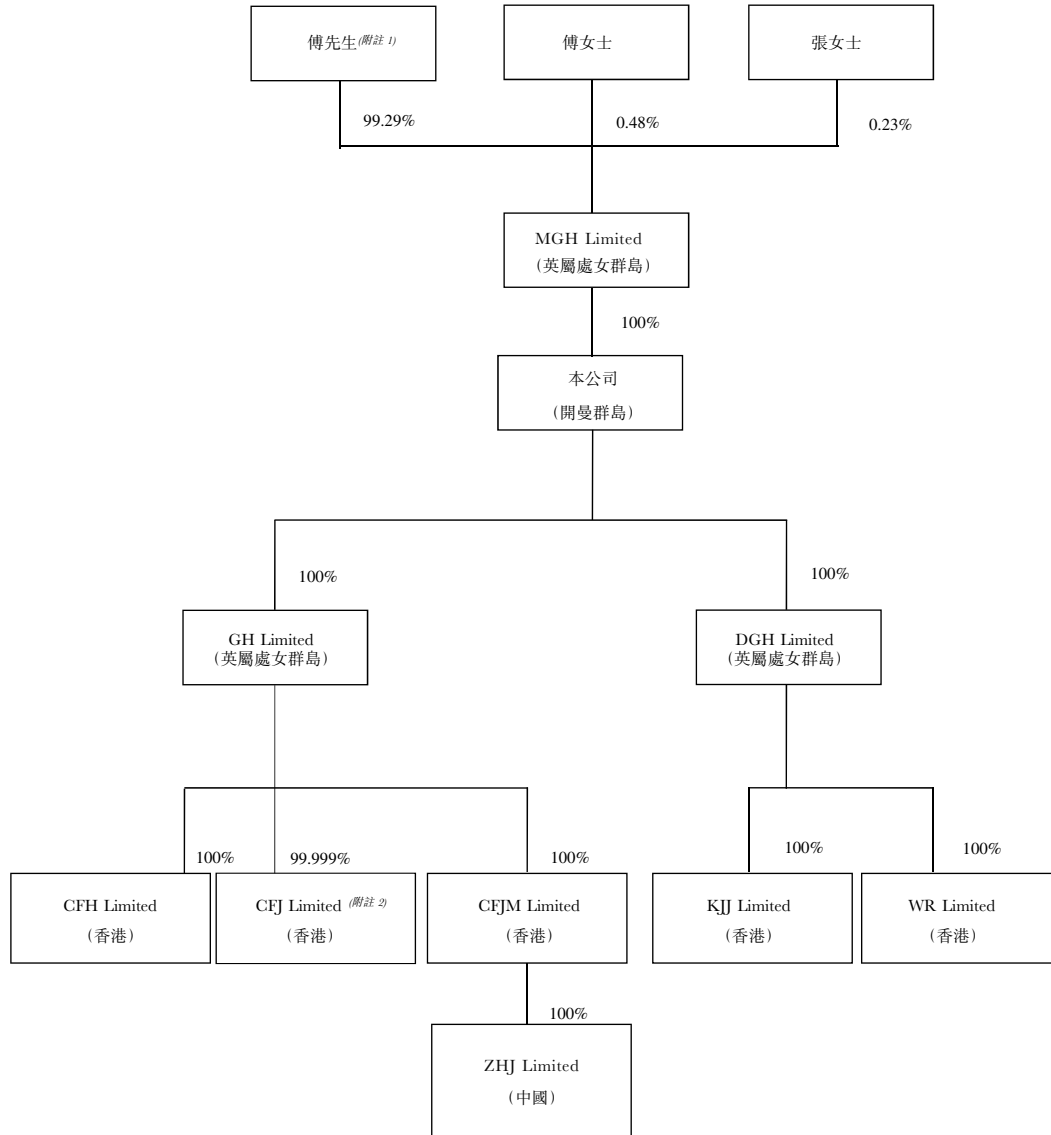 傅先生(附註 1)
傅女士
張女士
99.29%
0.48%
0.23%
MGH Limited
(英屬處女群島)
100%
本公司
(開曼群島)
100%
100%
GH Limited
(英屬處女群島)
DGH Limited
(英屬處女群島)
100%
99.999%
100%
100%
100%
CFH Limited
(香港)
CFJ Limited (附註 2)
(香港)
CFJM Limited
(香港)
KJJ Limited
(香港)
WR Limited
(香港)
100%
ZHJ Limited
(中國)